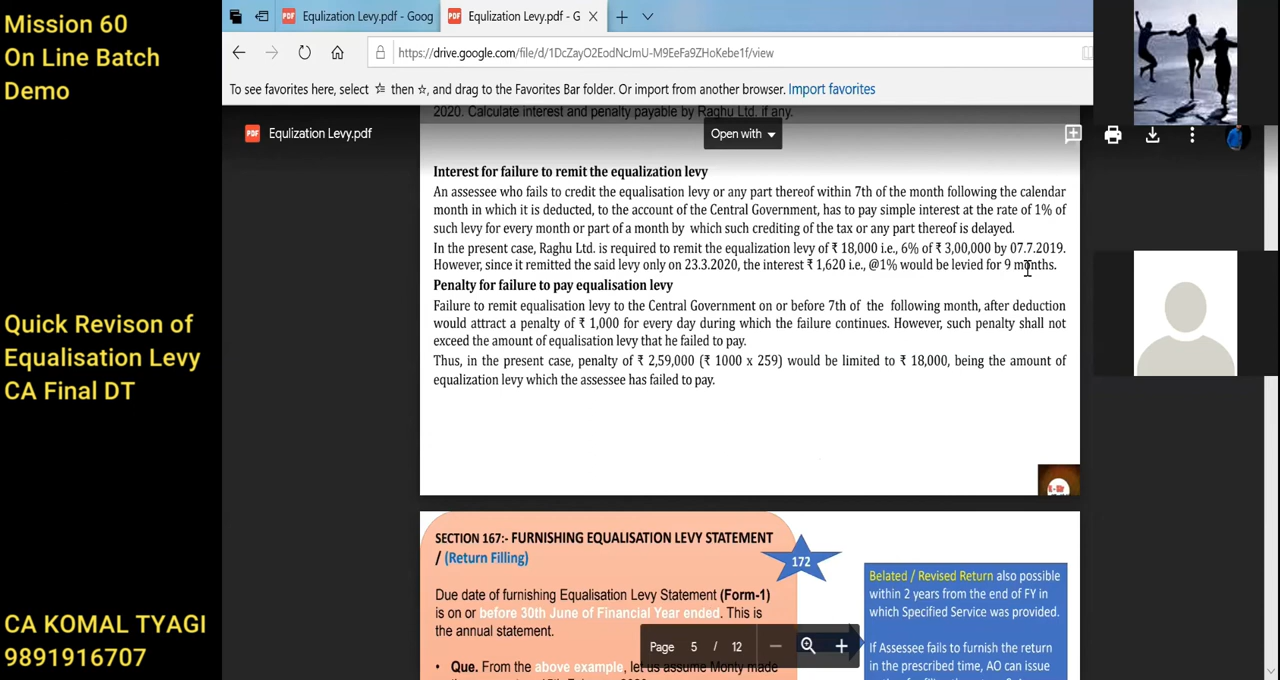 Mission 60
On Line Batch
Demo
Quick Revison of
Equalisation Levy
CA Final DT
CA KOMAL TYAGI
9891916707
Equlization Levy.pdf - Goog
Equlization Levy.pdf - G
https://drive.google.com/file/d/1DcZayO2EodNcJmU-M9EeFa9ZHoKebe1f/view
To see favorites here, select then ☆, and drag to the Favorites Bar folder. Or import from another browser. Import favorites
2020. Calculate interest and penalty payable by Raghu Ltd. if any.
PDF Equlization Levy.pdf
Open with
Interest for failure to remit the equalization levy
An assessee who fails to credit the equalisation levy or any part thereof within 7th of the month following the calendar
month in which it is deducted, to the account of the Central Government, has to pay simple interest at the rate of 1% of
such levy for every month or part of a month by which such crediting of the tax or any part thereof is delayed.
In the present case, Raghu Ltd. is required to remit the equalization levy of ₹ 18,000 i.e., 6% of ₹ 3,00,000 by 07.7.2019.
However, since it remitted the said levy only on 23.3.2020, the interest ₹ 1,620 i.e., @1% would be levied for 9 months.
Penalty for failure to pay equalisation levy
Failure to remit equalisation levy to the Central Government on or before 7th of the following month, after deduction
would attract a penalty of ₹ 1,000 for every day during which the failure continues. However, such penalty shall not
exceed the amount of equalisation levy that he failed to pay.
Thus, in the present case, penalty of ₹ 2,59,000 (₹ 1000 x 259) would be limited to ₹ 18,000, being the amount of
equalization levy which the assessee has failed to pay.
SECTION 167:- FURNISHING EQUALISATION LEVY STATEMENT
/ (Return Filling)
172
Due date of furnishing Equalisation Levy Statement (Form-1)
is on or before 30th June of Financial Year ended. This is
the annual statement.
• Que. From the above example, let us assume Monty made
Belated / Revised Return also possible
within 2 years from the end of FY in
which Specified Service was provided.
If Assessee fails to furnish the return
in the prescribed time, AO can issue
Page 5 / 12